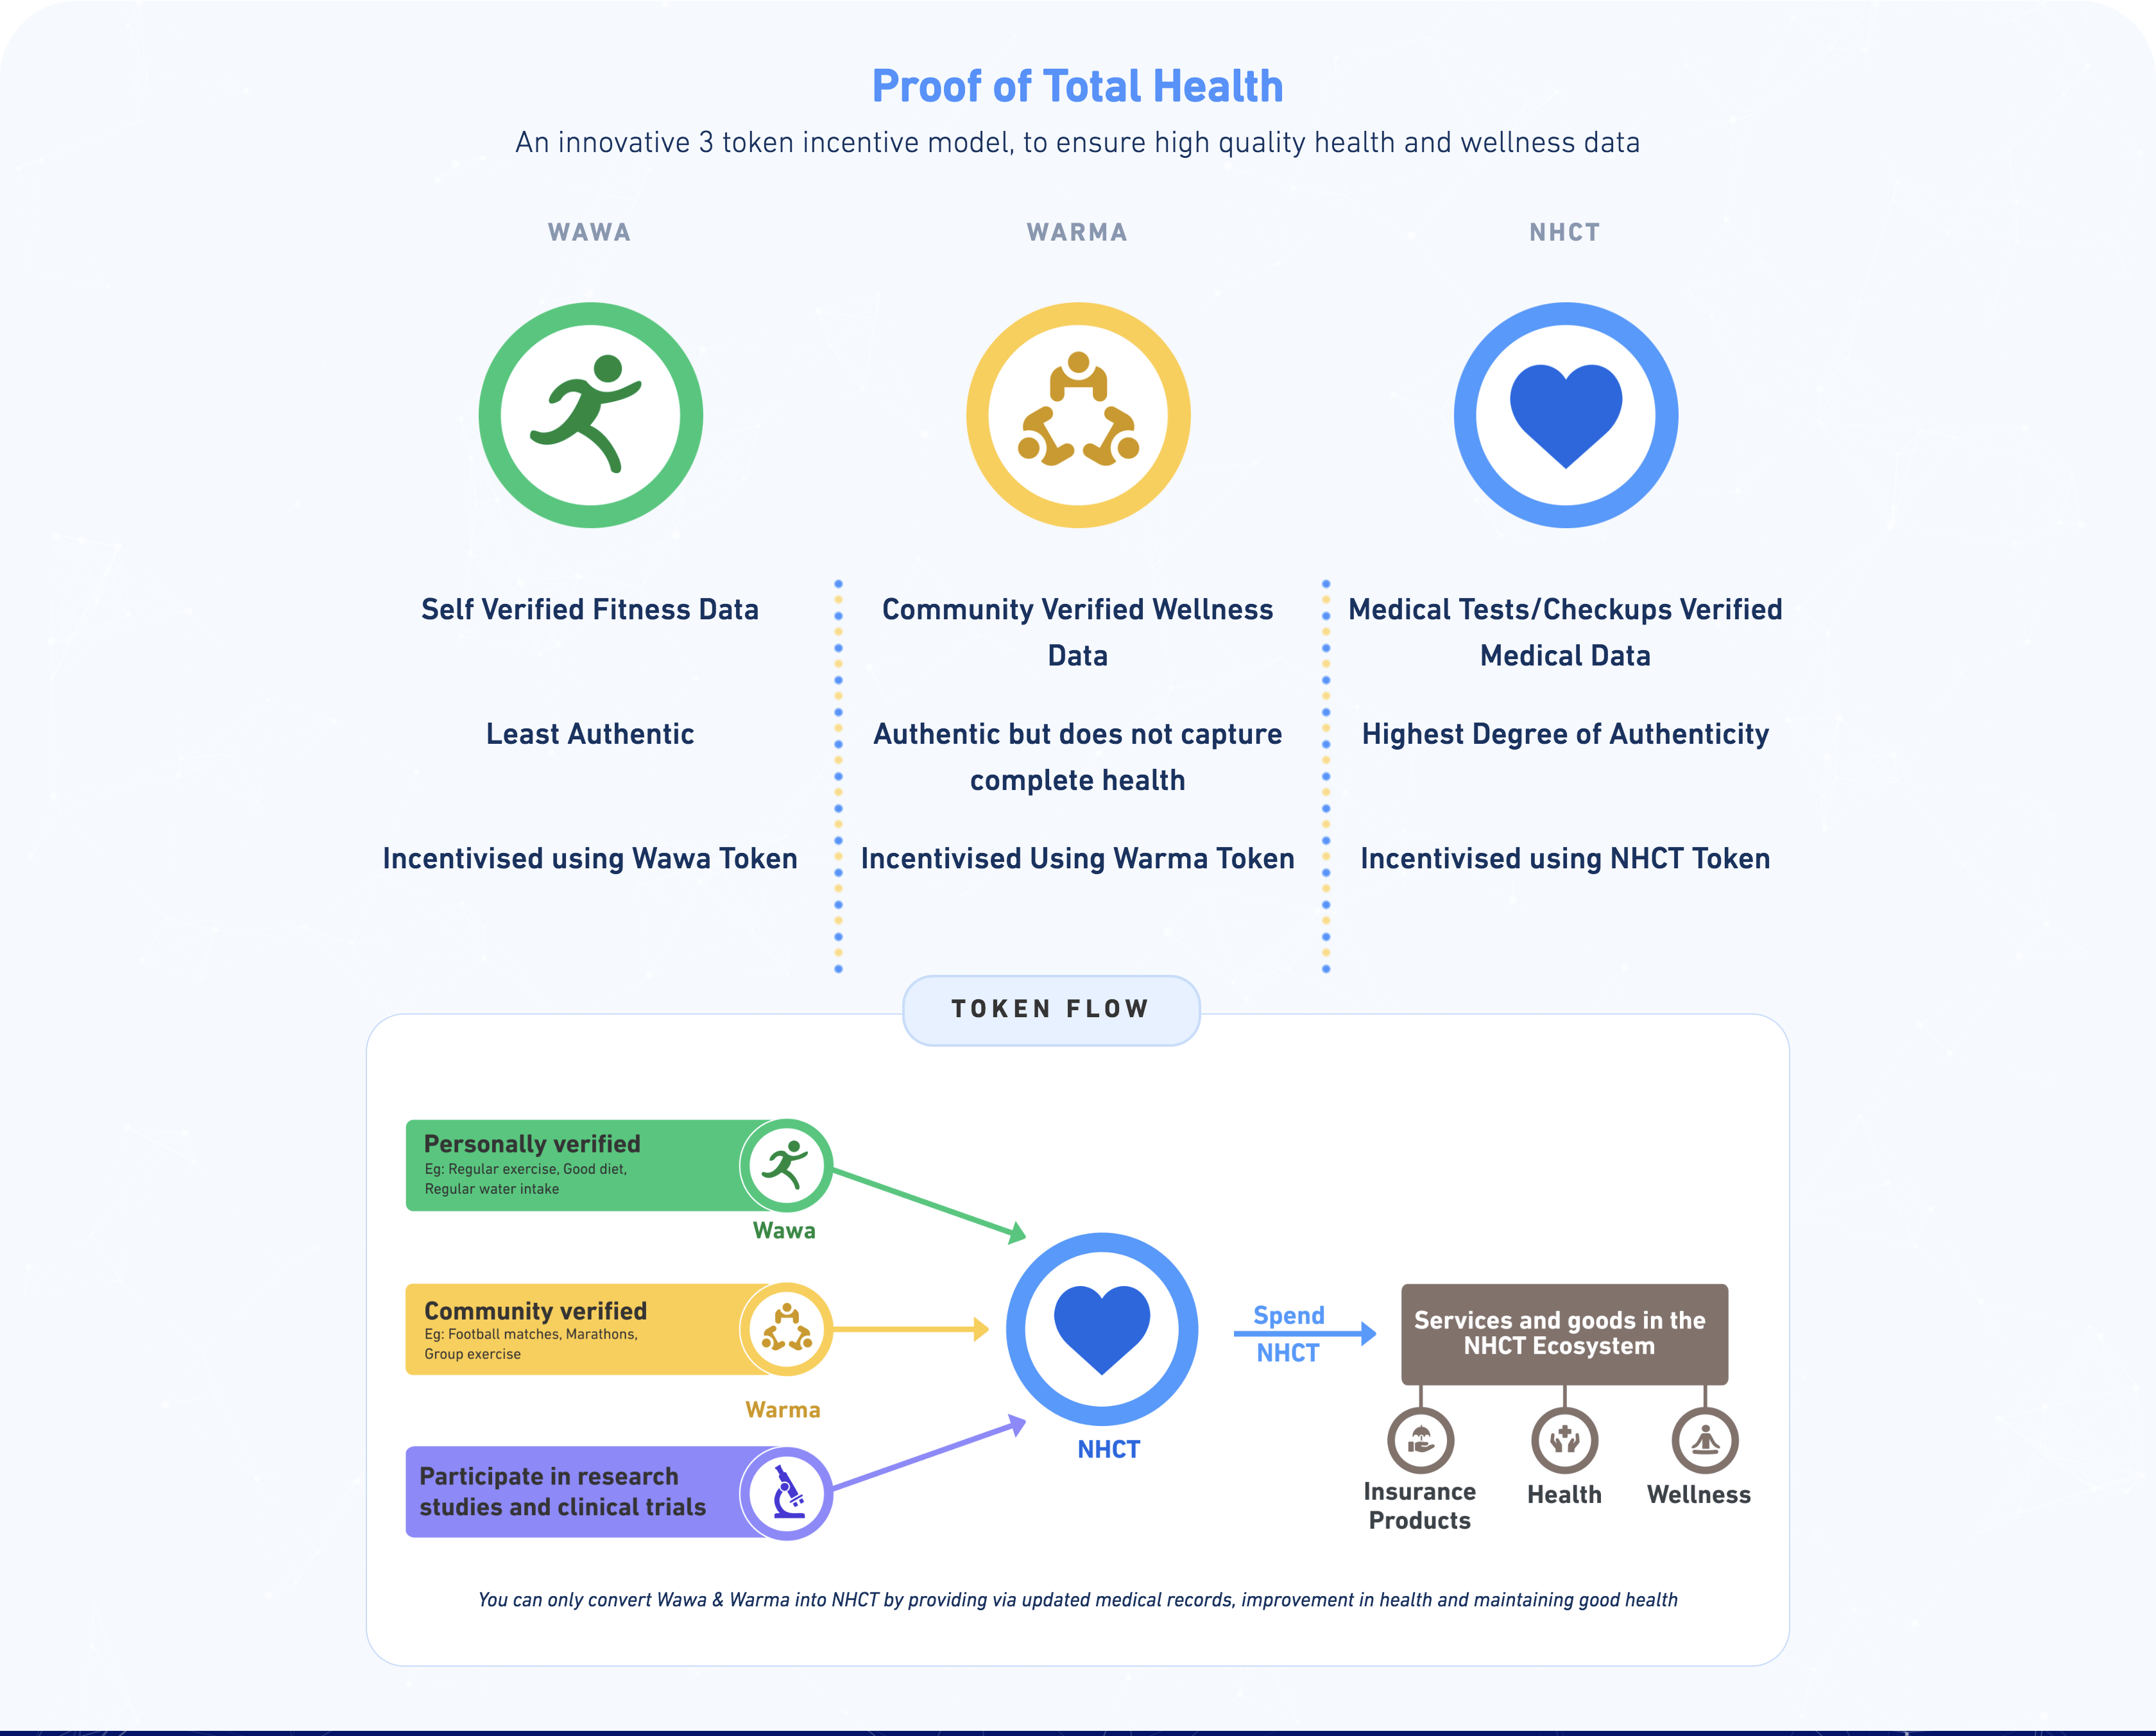 Proof of Total Health
An innovative 3 token incentive model, to ensure high quality health and wellness data
WAWA
WARMA
NHCT
Self Verified Fitness Data
Community Verified Wellness
Data
Medical Tests/Checkups Verified
Medical Data
Least Authentic
Authentic but does not capture
complete health
Highest Degree of Authenticity
Incentivised using Wawa Token
Incentivised Using Warma Token
Incentivised using NHCT Token
TOKEN FLOW
Personally verified
Eg: Regular exercise, Good diet,
Regular water intake
Wawa
Community verified
Eg: Football matches, Marathons,
Group exercise
Warma
Participate in research
studies and clinical trials
NHCT
Spend
NHCT
Services and goods in the
NHCT Ecosystem
Insurance
Products
Health
Wellness
You can only convert Wawa & Warma into NHCT by providing via updated medical records, improvement in health and maintaining good health